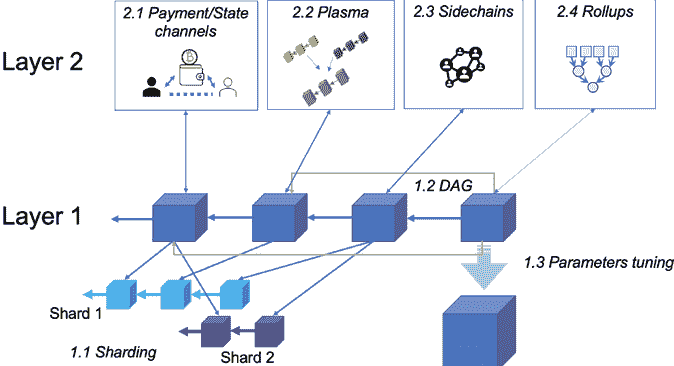 2.1 Payment/State
channels
2.2 Plasma
2.3 Sidechains
2.4 Rollups
Layer 2
1.2 DAG
Layer 1
1.3 Parameters tuning
Shard 1
1.1 Sharding
Shard 2